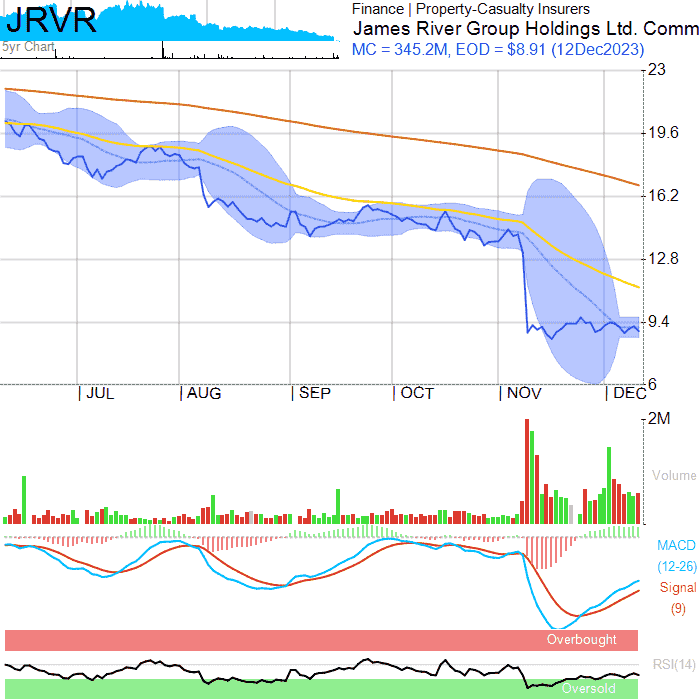 JRVR
5yr Chart
Finance | Property-Casualty Insurers
James River Group Holdings Ltd. Comm
MC = 345.2M, EOD = $8.91 (12Dec2023)
23
19.6
16.2
12.8
9.4
6
| JUL | AUG | SEP | OCT | NOV | DEC
2M
Volume
MACD
(12-26)
Signal
(9)
Overbought
RSI(14)
Oversold